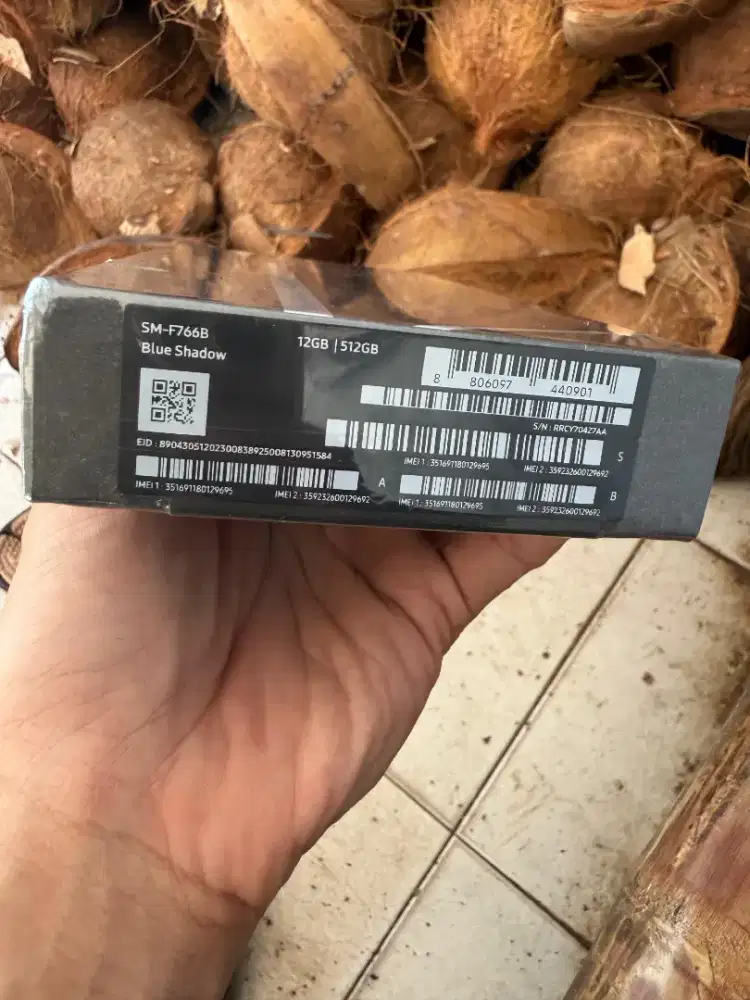 SM-F766B
Blue Shadow
12GB | 512GB
8 806097 440901
S/N : RRCY70427AA
EID : 89043051202300838925008130951584
IMEI 1 : 351691180129695 IMEI 2 : 359232600129692 S
IMEI 1 : 351691180129695 IMEI 2 : 359232600129692 A
IMEI 1 : 351691180129695 IMEI 2 : 359232600129692 B